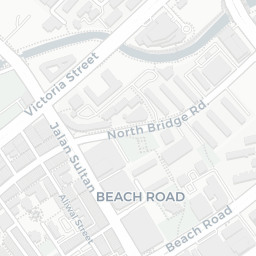 Victoria Street
North Bridge Rd.
Jalan Sultan
BEACH ROAD
Aliwal Street
Beach Road